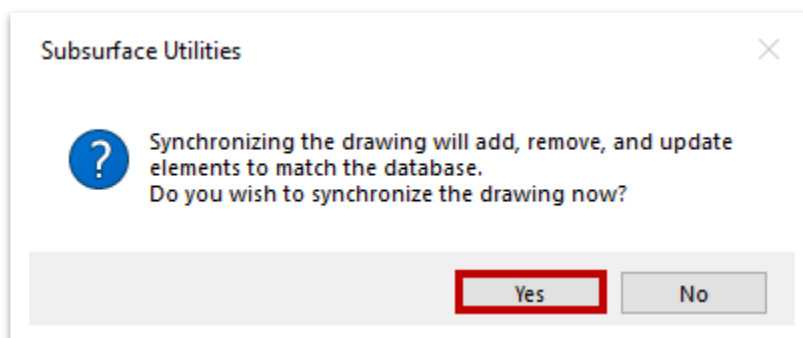 Subsurface Utilities
Synchronizing the drawing will add, remove, and update
elements to match the database.
Do you wish to synchronize the drawing now?
Yes No